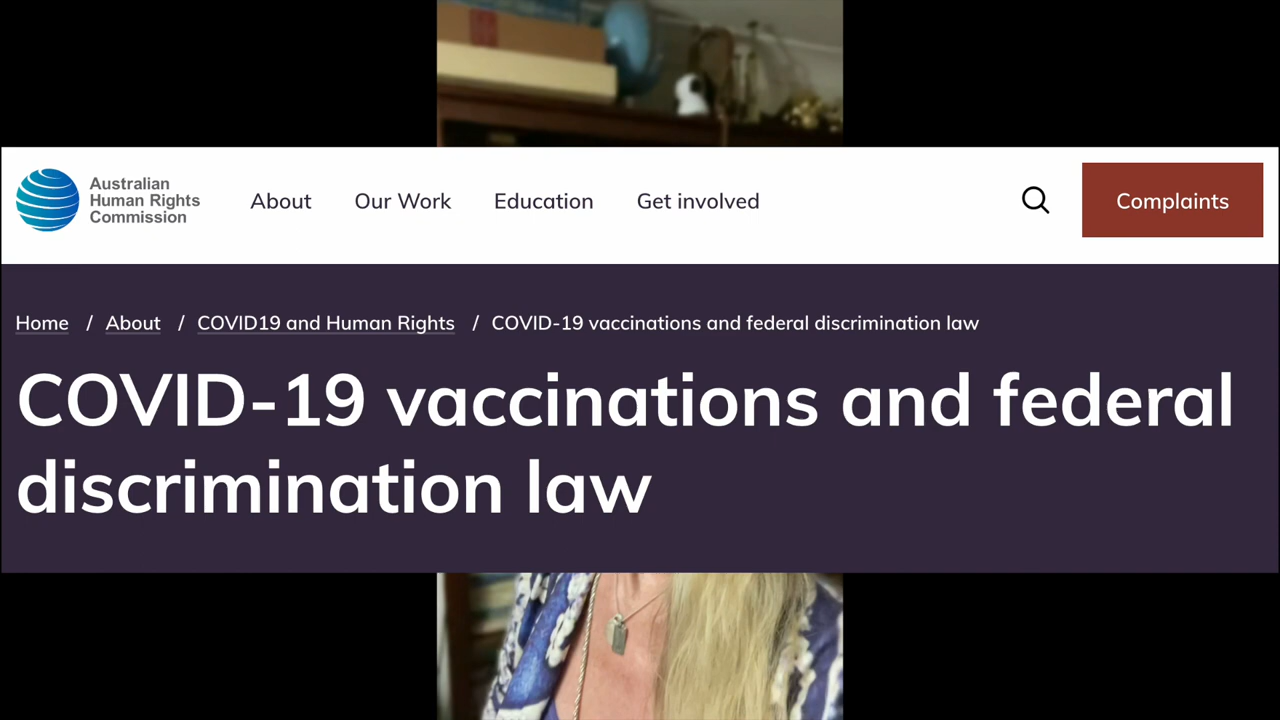 Australian
Human Rights
Commission
About
Our Work
Education
Get involved
Complaints
Home / About / COVID19 and Human Rights / COVID-19 vaccinations and federal discrimination law
COVID-19 vaccinations and federal
discrimination law